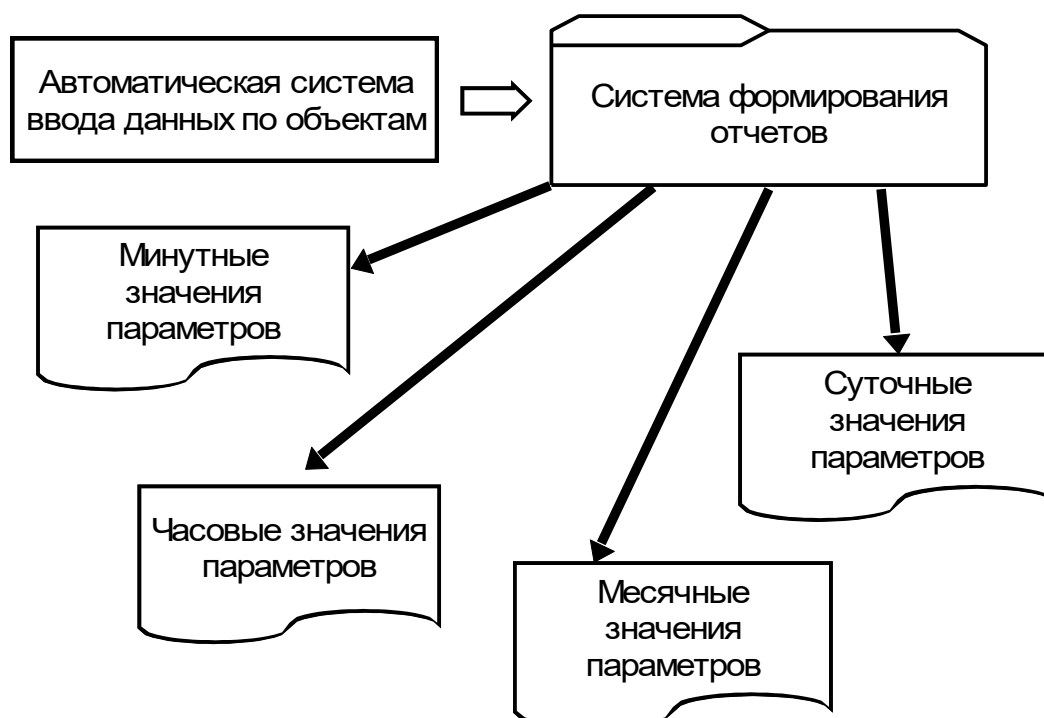 Автоматическая система
ввода данных по объектам
Система формирования
отчетов
Минутные
значения
параметров
Суточные
значения
параметров
Часовые значения
параметров
Месячные
значения
параметров